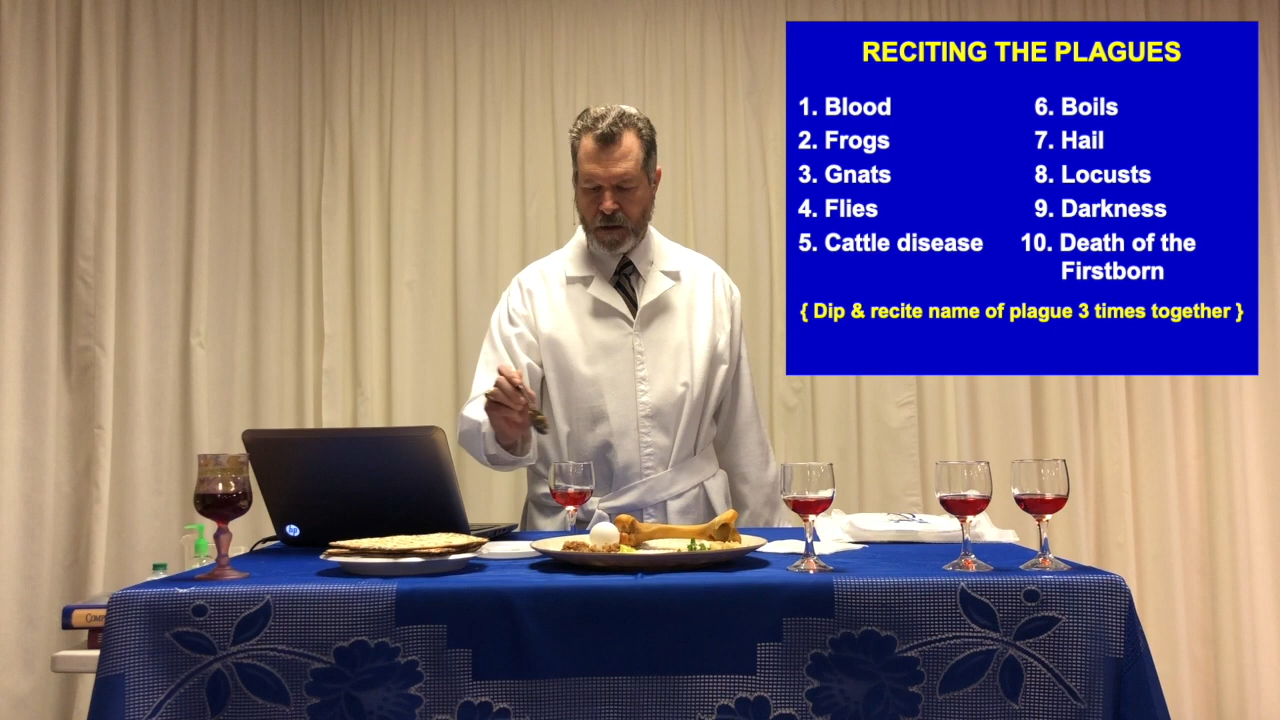 RECITING THE PLAGUES
1. Blood
2. Frogs
3. Gnats
4. Flies
5. Cattle disease
6. Boils
7. Hail
8. Locusts
9. Darkness
10. Death of the
Firstborn
{ Dip & recite name of plague 3 times together }
hp